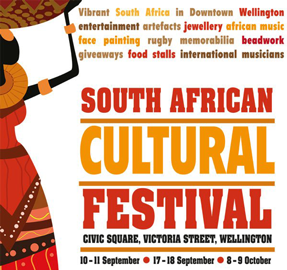 Vibrant South Africa in Downtown Wellington
entertainment artefacts jewellery african music
face painting rugby memorabilia beadwork
giveaways food stalls international musicians
SOUTH AFRICAN
CULTURAL
FESTIVAL
CIVIC SQUARE, VICTORIA STREET, WELLINGTON
10 - 11 September ● 17 - 18 September ● 8 - 9 October